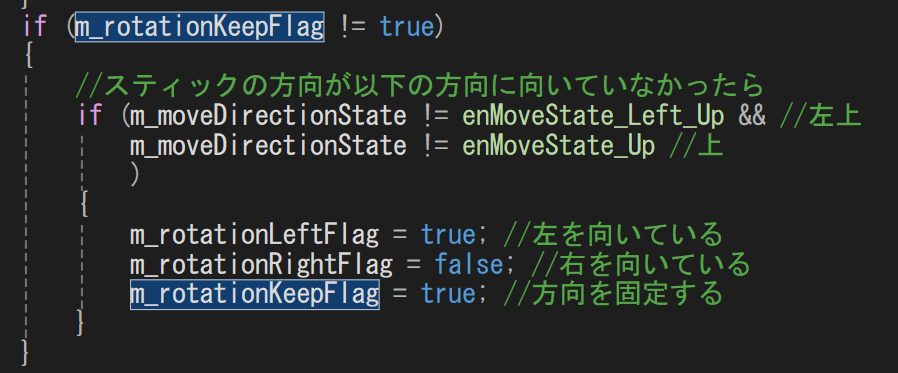 }
if (m_rotationKeepFlag != true)
{
//スティックの方向が以下の方向に向いていなかったら
if (m_moveDirectionState != enMoveState_Left_Up && //左上
m_moveDirectionState != enMoveState_Up //上
)
{
m_rotationLeftFlag = true; //左を向いている
m_rotationRightFlag = false; //右を向いている
m_rotationKeepFlag = true; //方向を固定する
}
}